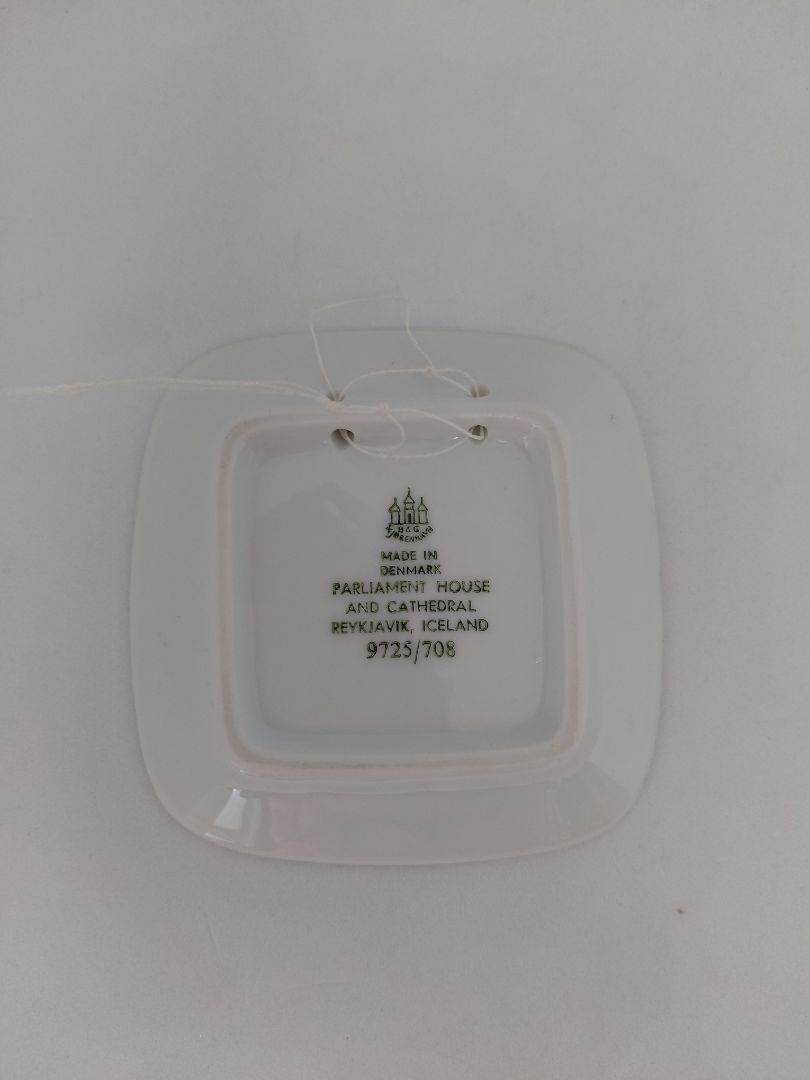 B&G
KJØBENHAVN
MADE IN
DENMARK
PARLIAMENT HOUSE
AND CATHEDRAL
REYKJAVIK, ICELAND
9725/708